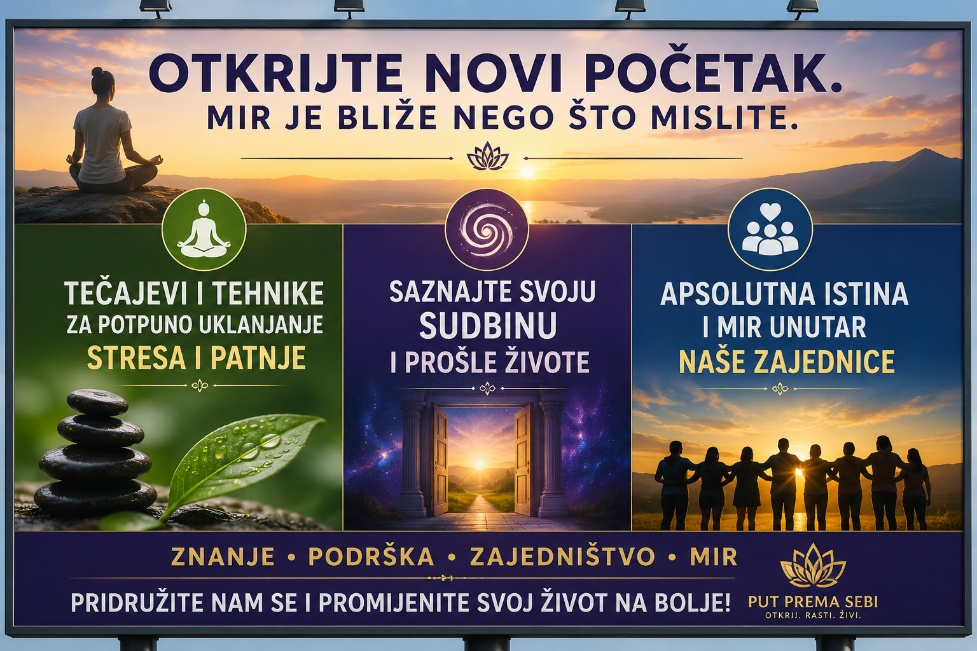 OTKRIJTE NOVI POČETAK.
MIR JE BLIŽE NEGO ŠTO MISLITE.
TEČAJEVI I TEHNIKE
ZA POTPUNO UKLANJANJE
STRESA I PATNJE
SAZNAJTE SVOJU
SUDBINU
I PROŠLE ŽIVOTE
APSOLUTNA ISTINA
I MIR UNUTAR
NAŠE ZAJEDNICE
ZNANJE • PODRŠKA • ZAJEDNIŠTVO • MIR
PRIDRUŽITE NAM SE I PROMIJENITE SVOJ ŽIVOT NA BOLJE!
PUT PREMA SEBI
OTKRIJ. RASTI. ŽIVI.